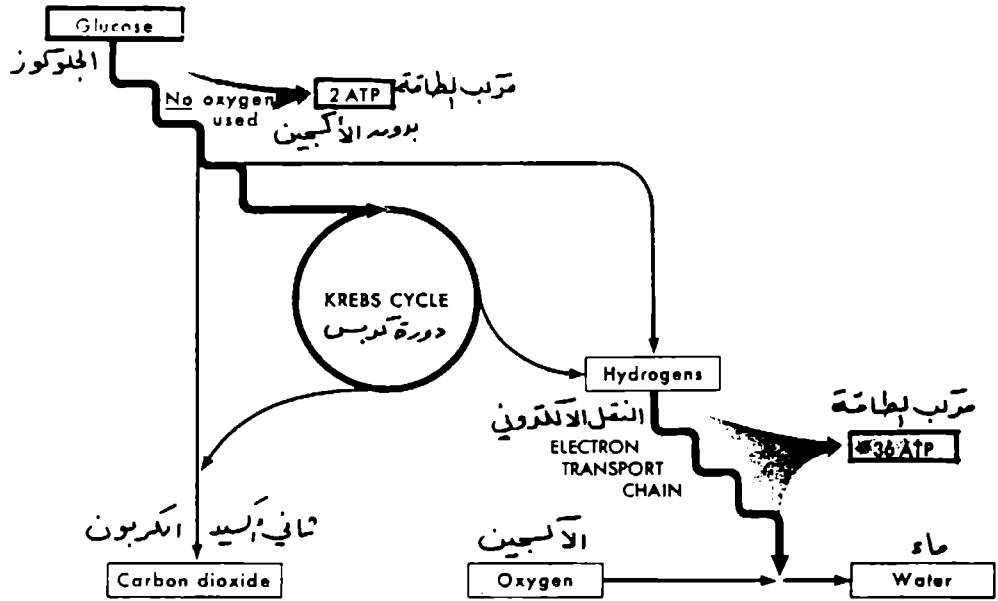 Glucose
الجلوكوز
No oxygen used
2 ATP
مركب الطاقة
بدون الأكسجين
KREBS CYCLE
دورة كربس
Hydrogens
النقل الألكتروني
ELECTRON
TRANSPORT
CHAIN
مركب الطاقة
36 ATP
ثاني أكسيد الكربون
Carbon dioxide
الأكسجين
Oxygen
ماء
Water